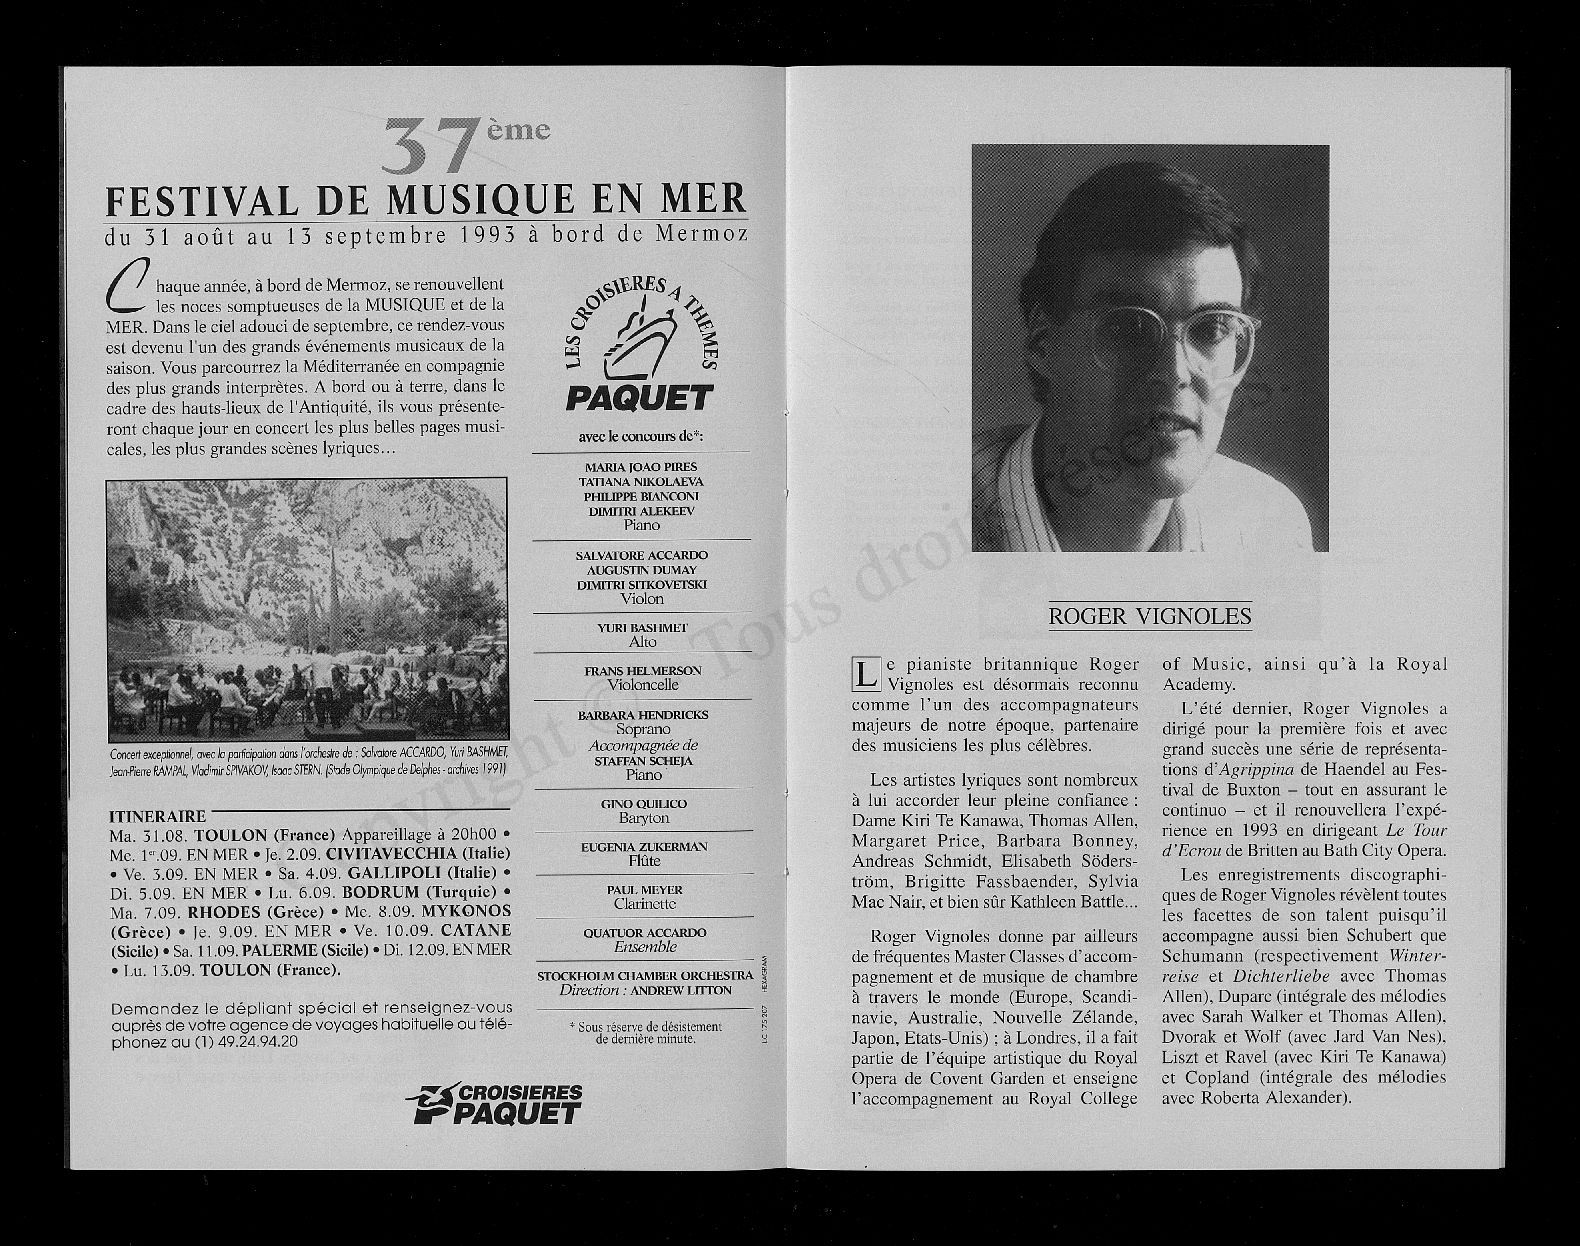 37ème
FESTIVAL DE MUSIQUE EN MER
du 31 août au 13 septembre 1993 à bord de Mermoz
Chaque année, à bord de Mermoz, se renouvellent
les noces somptueuses de la MUSIQUE et de la
MER. Dans le ciel adouci de septembre, ce rendez-vous
est devenu l'un des grands événements musicaux de la
saison. Vous parcourrez la Méditerranée en compagnie
des plus grands interprètes. A bord ou à terre, dans le
cadre des hauts-lieux de l'Antiquité, ils vous présente-
ront chaque jour en concert les plus belles pages musi-
cales, les plus grandes scènes lyriques...
Concert exceptionnel, avec la participation dans l'orchestre de : Salvatore ACCARDO, Yuri BASHMET,
Jean-Pierre RAMPAL, Vladimir SPIVAKOV, Isaac STERN. (Stade Olympique de Delphes - archives 1991)
ITINERAIRE
Ma. 31.08. TOULON (France) Appareillage à 20h00 •
Me. 1er.09. EN MER • Je. 2.09. CIVITAVECCHIA (Italie)
• Ve. 3.09. EN MER • Sa. 4.09. GALLIPOLI (Italie) •
Di. 5.09. EN MER • Lu. 6.09. BODRUM (Turquie) •
Ma. 7.09. RHODES (Grèce) • Me. 8.09. MYKONOS
(Grèce) • Je. 9.09. EN MER • Ve. 10.09. CATANE
(Sicile) • Sa. 11.09. PALERME (Sicile) • Di. 12.09. EN MER
• Lu. 13.09. TOULON (France).
Demandez le dépliant spécial et renseignez-vous
auprès de votre agence de voyages habituelle ou télé-
phonez au (1) 49.24.94.20
LES CROISIERES A THEMES
PAQUET
avec le concours de*:
MARIA JOAO PIRES
TATIANA NIKOLAEVA
PHILIPPE BIANCONI
DIMITRI ALEKEEV
Piano
SALVATORE ACCARDO
AUGUSTIN DUMAY
DIMITRI SITKOVETSKI
Violon
YURI BASHMET
Alto
FRANS HELMERSON
Violoncelle
BARBARA HENDRICKS
Soprano
Accompagnée de
STAFFAN SCHEJA
Piano
GINO QUILICO
Baryton
EUGENIA ZUKERMAN
Flûte
PAUL MEYER
Clarinette
QUATUOR ACCARDO
Ensemble
STOCKHOLM CHAMBER ORCHESTRA
Direction : ANDREW LITTON
* Sous réserve de désistement
de dernière minute.
LC 175 207 HEXAGRAM
CROISIERES
PAQUET
ROGER VIGNOLES
Le pianiste britannique Roger
Vignoles est désormais reconnu
comme l'un des accompagnateurs
majeurs de notre époque, partenaire
des musiciens les plus célèbres.
Les artistes lyriques sont nombreux
à lui accorder leur pleine confiance :
Dame Kiri Te Kanawa, Thomas Allen,
Margaret Price, Barbara Bonney,
Andreas Schmidt, Elisabeth Söders-
tröm, Brigitte Fassbaender, Sylvia
Mac Nair, et bien sûr Kathleen Battle...
Roger Vignoles donne par ailleurs
de fréquentes Master Classes d'accom-
pagnement et de musique de chambre
à travers le monde (Europe, Scandi-
navie, Australie, Nouvelle Zélande,
Japon, Etats-Unis) ; à Londres, il a fait
partie de l'équipe artistique du Royal
Opera de Covent Garden et enseigne
l'accompagnement au Royal College
of Music, ainsi qu'à la Royal
Academy.
L'été dernier, Roger Vignoles a
dirigé pour la première fois et avec
grand succès une série de représenta-
tions d'Agrippina de Haendel au Fes-
tival de Buxton – tout en assurant le
continuo – et il renouvellera l'expé-
rience en 1993 en dirigeant Le Tour
d'Ecrou de Britten au Bath City Opera.
Les enregistrements discographi-
ques de Roger Vignoles révèlent toutes
les facettes de son talent puisqu'il
accompagne aussi bien Schubert que
Schumann (respectivement Winter-
reise et Dichterliebe avec Thomas
Allen), Duparc (intégrale des mélodies
avec Sarah Walker et Thomas Allen),
Dvorak et Wolf (avec Jard Van Nes),
Liszt et Ravel (avec Kiri Te Kanawa)
et Copland (intégrale des mélodies
avec Roberta Alexander).
Copyright © Tous droits réservés